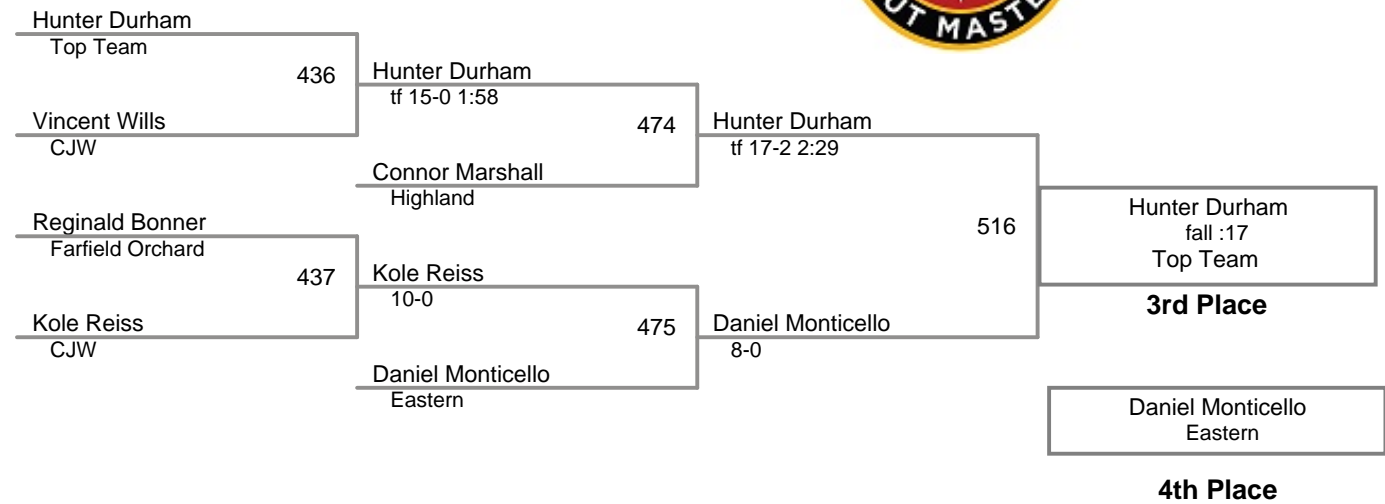 UT MASTE
Hunter Durham
Top Team
436
Hunter Durham
tf 15-0 1:58
Vincent Wills
CJW
474
Hunter Durham
tf 17-2 2:29
Connor Marshall
Highland
Reginald Bonner
Farfield Orchard
516
Hunter Durham
fall :17
Top Team
3rd Place
437
Kole Reiss
10-0
Kole Reiss
CJW
475
Daniel Monticello
8-0
Daniel Monticello
Eastern
Daniel Monticello
Eastern
4th Place